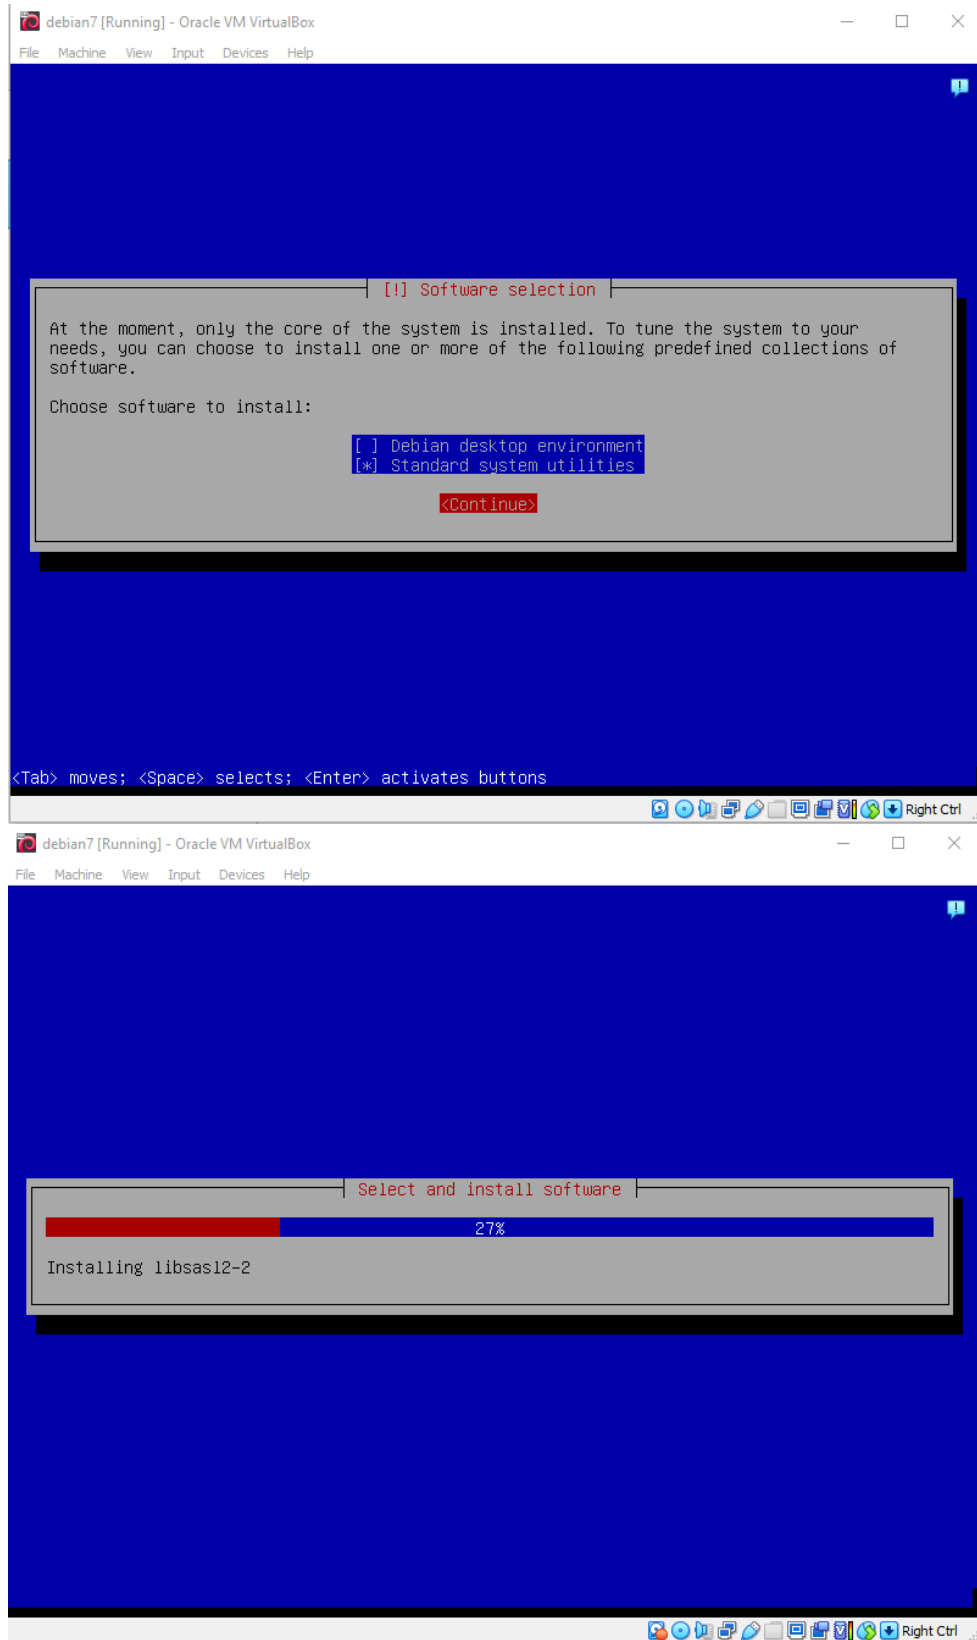 debian7 [Running] - Oracle VM VirtualBox
File Machine View Input Devices Help
[!] Software selection
At the moment, only the core of the system is installed. To tune the system to your
needs, you can choose to install one or more of the following predefined collections of
software.
Choose software to install:
[ ] Debian desktop environment
[*] Standard system utilities
<Continue>
<Tab> moves; <Space> selects; <Enter> activates buttons
Right Ctrl
debian7 [Running] - Oracle VM VirtualBox
File Machine View Input Devices Help
Select and install software
27%
Installing libsasl2-2
Right Ctrl